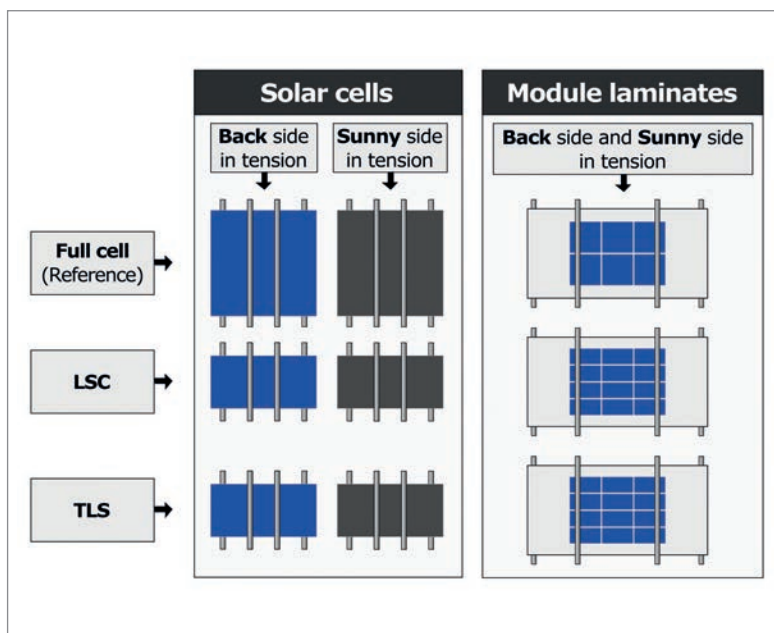 Solar cells
Module laminates
Back side
in tension
Sunny side
in tension
Back side and Sunny side
in tension
Full cell
(Reference)
LSC
TLS